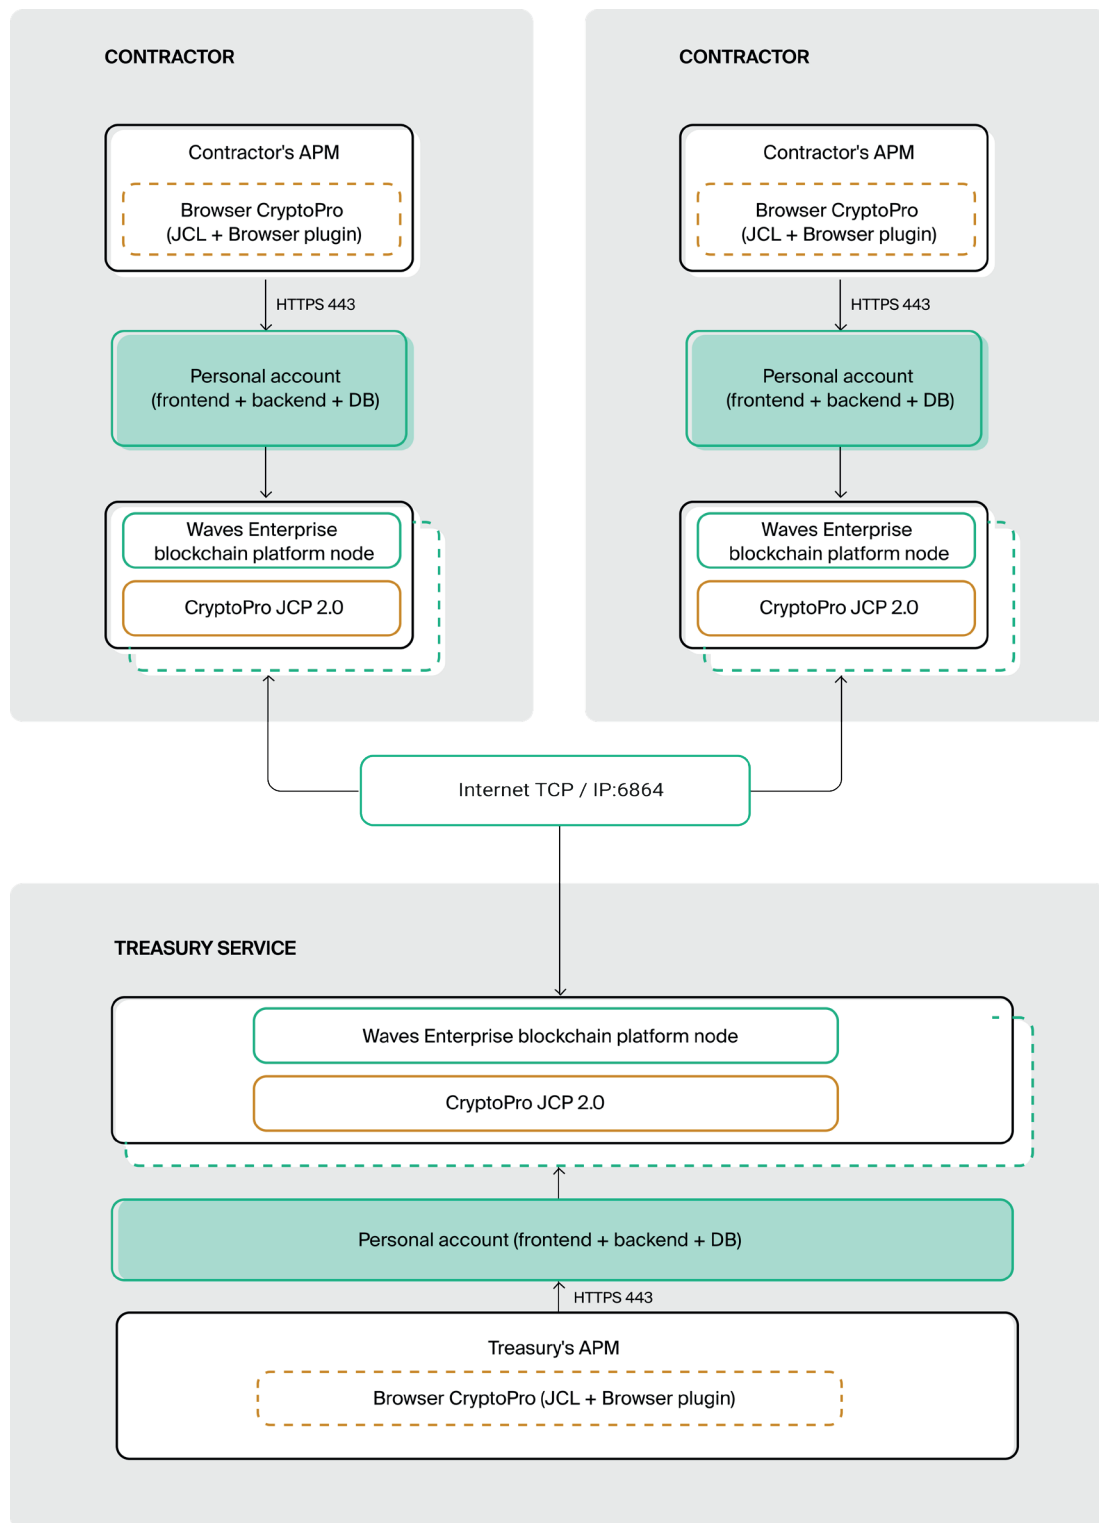 CONTRACTOR
Contractor's APM
Browser CryptoPro
(JCL + Browser plugin)
HTTPS 443
Personal account
(frontend + backend + DB)
Waves Enterprise
blockchain platform node
CryptoPro JCP 2.0
CONTRACTOR
Contractor's APM
Browser CryptoPro
(JCL + Browser plugin)
HTTPS 443
Personal account
(frontend + backend + DB)
Waves Enterprise
blockchain platform node
CryptoPro JCP 2.0
Internet TCP / IP:6864
TREASURY SERVICE
Waves Enterprise blockchain platform node
CryptoPro JCP 2.0
Personal account (frontend + backend + DB)
HTTPS 443
Treasury's APM
Browser CryptoPro (JCL + Browser plugin)